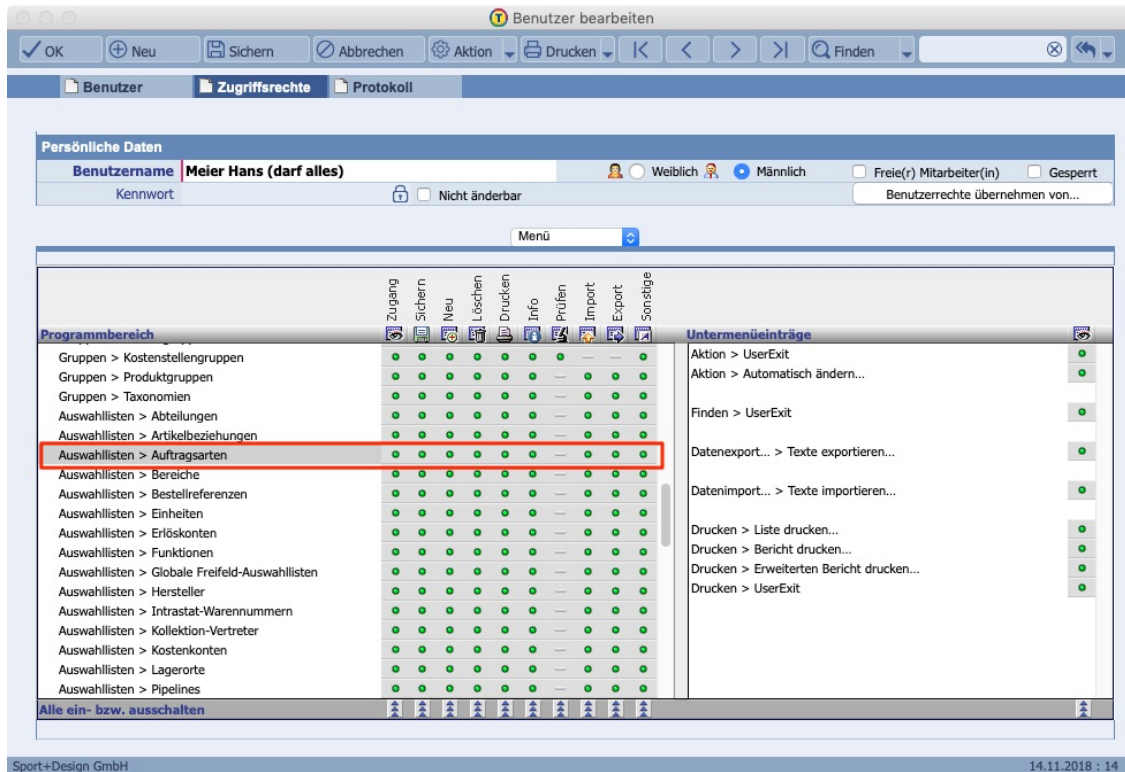 Benutzer bearbeiten
OK Neu Sichern Abbrechen Aktion Drucken Finden
Benutzer Zugriffsrechte Protokoll
Persönliche Daten
Benutzername Meier Hans (darf alles) Weiblich Männlich Freie(r) Mitarbeiter(in) Gesperrt
Kennwort Nicht änderbar Benutzerrechte übernehmen von...
Menü
Zugang Sichern Neu Löschen Drucken Info Prüfen Import Export Sonstige
Programmbereich
Gruppen > Kostenstellengruppen
Gruppen > Produktgruppen
Gruppen > Taxonomien
Auswahllisten > Abteilungen
Auswahllisten > Artikelbeziehungen
Auswahllisten > Auftragsarten
Auswahllisten > Bereiche
Auswahllisten > Bestellreferenzen
Auswahllisten > Einheiten
Auswahllisten > Erlöskonten
Auswahllisten > Funktionen
Auswahllisten > Globale Freifeld-Auswahllisten
Auswahllisten > Hersteller
Auswahllisten > Intrastat-Warennummern
Auswahllisten > Kollektion-Vertreter
Auswahllisten > Kostenkonten
Auswahllisten > Lagerorte
Auswahllisten > Pipelines
Alle ein- bzw. ausschalten
Untermenüeinträge
Aktion > UserExit
Aktion > Automatisch ändern...
Finden > UserExit
Datenexport... > Texte exportieren...
Datenimport... > Texte importieren...
Drucken > Liste drucken...
Drucken > Bericht drucken...
Drucken > Erweiterten Bericht drucken...
Drucken > UserExit
Sport+Design GmbH 14.11.2018 : 14